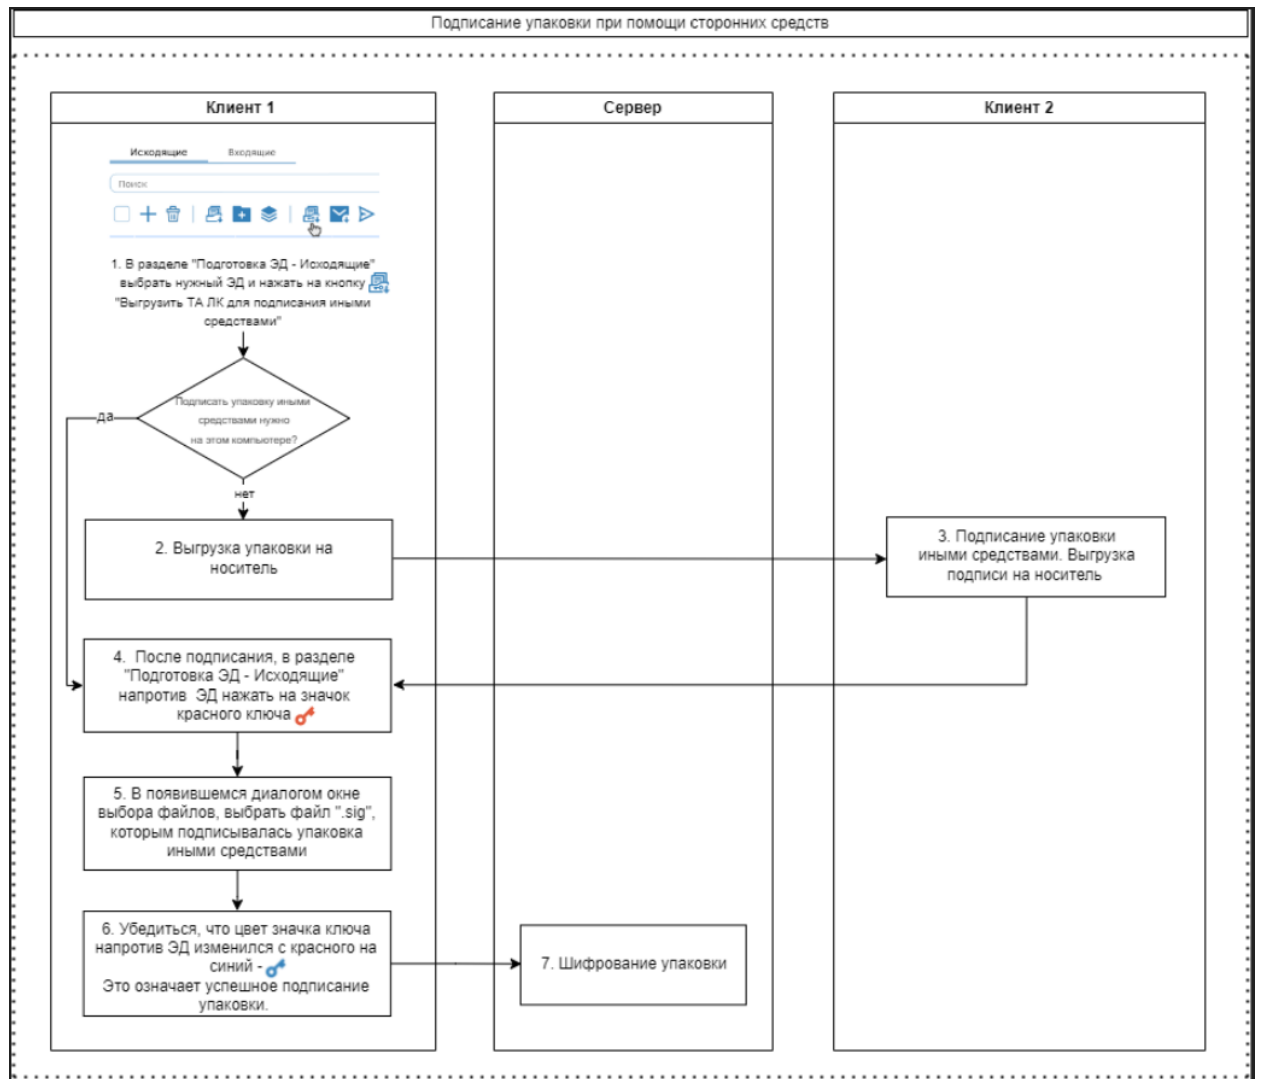 Подписание упаковки при помощи сторонних средств
Клиент 1
Сервер
Клиент 2
Исходящие Входящие
Поиск
1. В разделе "Подготовка ЭД - Исходящие"
выбрать нужный ЭД и нажать на кнопку
"Выгрузить ТА ЛК для подписания иными
средствами"
Подписать упаковку иными
средствами нужно
на этом компьютере?
да
нет
2. Выгрузка упаковки на
носитель
3. Подписание упаковки
иными средствами. Выгрузка
подписи на носитель
4. После подписания, в разделе
"Подготовка ЭД - Исходящие"
напротив ЭД нажать на значок
красного ключа
5. В появившемся диалогом окне
выбора файлов, выбрать файл ".sig",
которым подписывалась упаковка
иными средствами
6. Убедиться, что цвет значка ключа
напротив ЭД изменился с красного на
синий -
Это означает успешное подписание
упаковки.
7. Шифрование упаковки